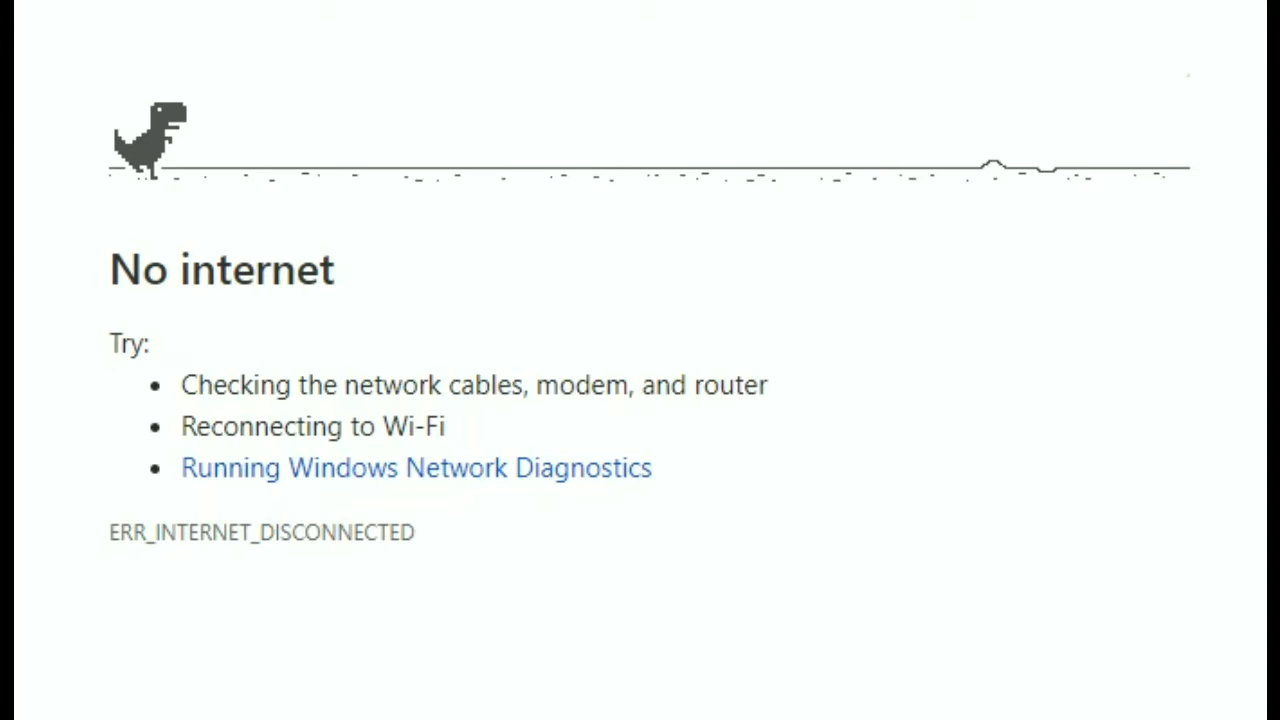 No internet
Try:
Checking the network cables, modem, and router
Reconnecting to Wi-Fi
Running Windows Network Diagnostics
ERR_INTERNET_DISCONNECTED